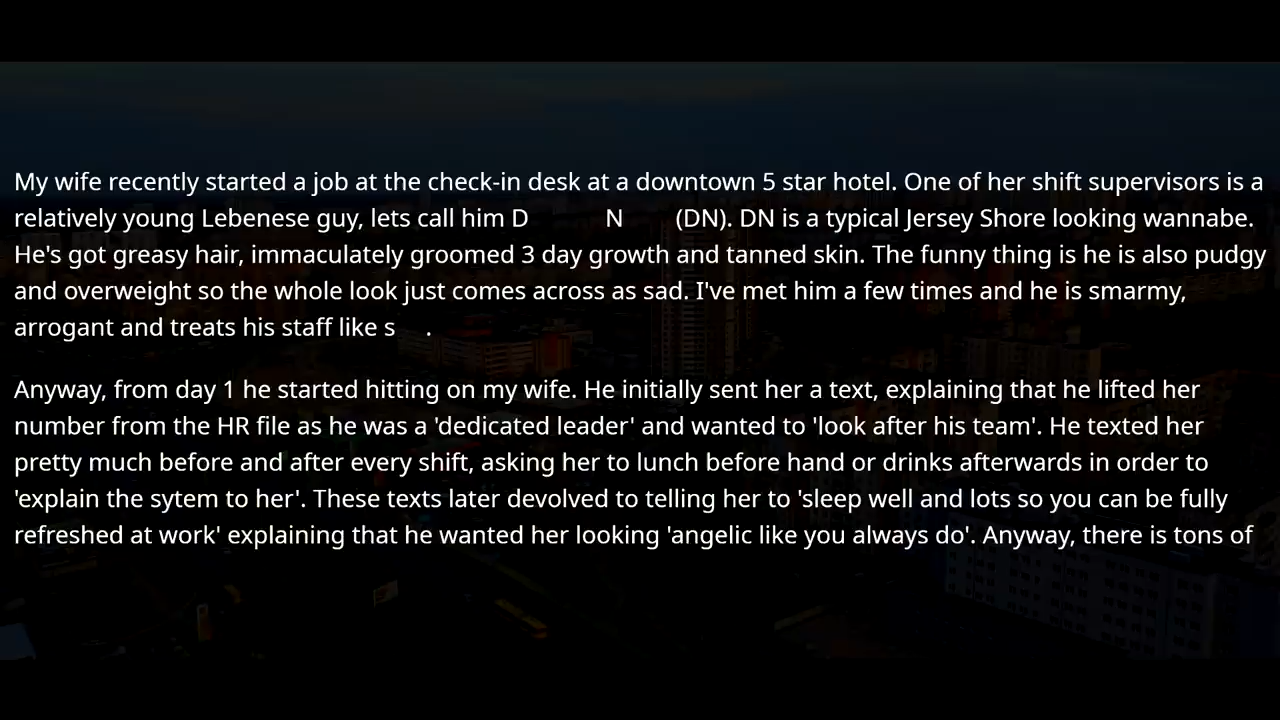 My wife recently started a job at the check-in desk at a downtown 5 star hotel. One of her shift supervisors is a
relatively young Lebenese guy, lets call him D N (DN). DN is a typical Jersey Shore looking wannabe.
He's got greasy hair, immaculately groomed 3 day growth and tanned skin. The funny thing is he is also pudgy
and overweight so the whole look just comes across as sad. I've met him a few times and he is smarmy,
arrogant and treats his staff like s .
Anyway, from day 1 he started hitting on my wife. He initially sent her a text, explaining that he lifted her
number from the HR file as he was a 'dedicated leader' and wanted to 'look after his team'. He texted her
pretty much before and after every shift, asking her to lunch before hand or drinks afterwards in order to
'explain the sytem to her'. These texts later devolved to telling her to 'sleep well and lots so you can be fully
refreshed at work' explaining that he wanted her looking 'angelic like you always do'. Anyway, there is tons of